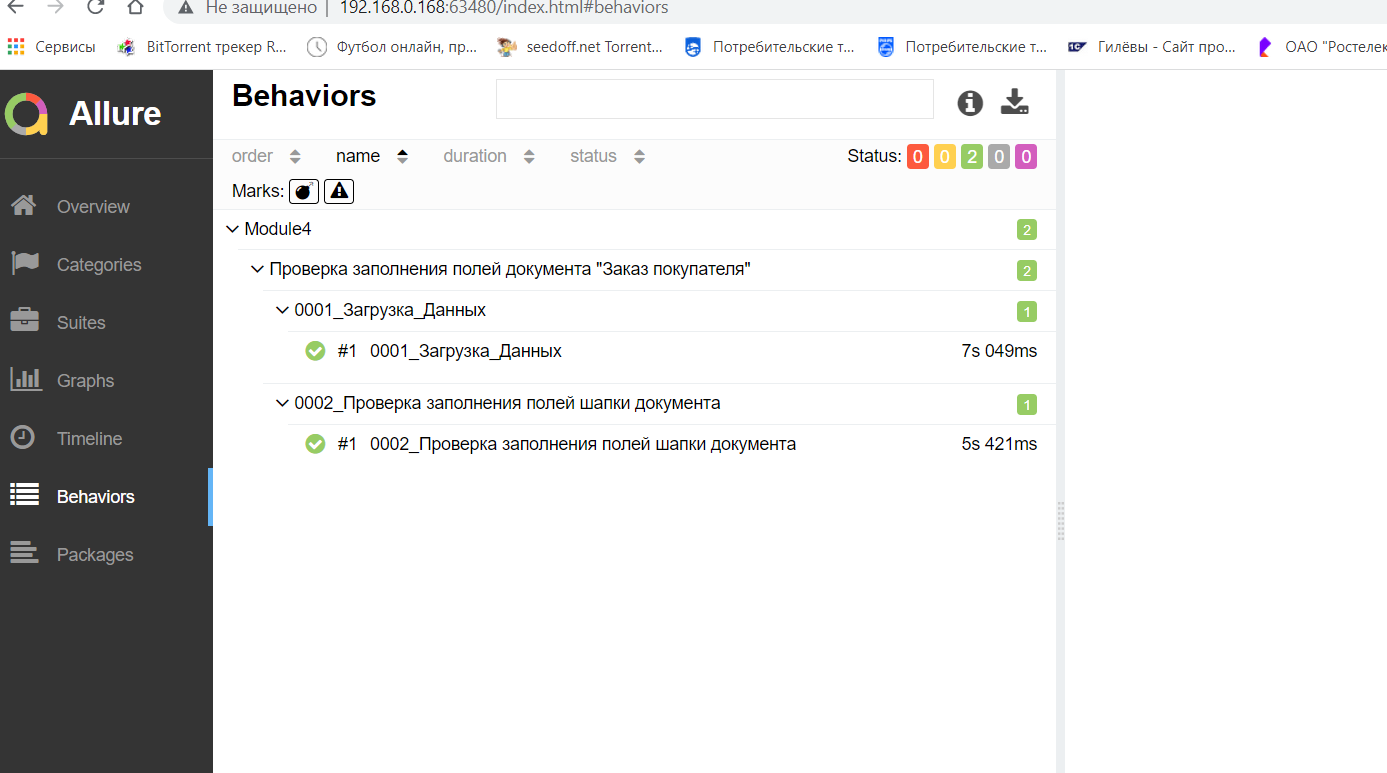 Не защищено | 192.168.0.168:63480/index.html#behaviors
Сервисы BitTorrent трекер R... Футбол онлайн, пр... seedoff.net Torrent... Потребительские т... Потребительские т... 1С Гилёвы - Сайт про... ОАО "Ростелек
Allure
Overview
Categories
Suites
Graphs
Timeline
Behaviors
Packages
Behaviors
order name duration status Status: 0 0 2 0 0
Marks:
Module4 2
Проверка заполнения полей документа "Заказ покупателя" 2
0001_Загрузка_Данных 1
#1 0001_Загрузка_Данных 7s 049ms
0002_Проверка заполнения полей шапки документа 1
#1 0002_Проверка заполнения полей шапки документа 5s 421ms